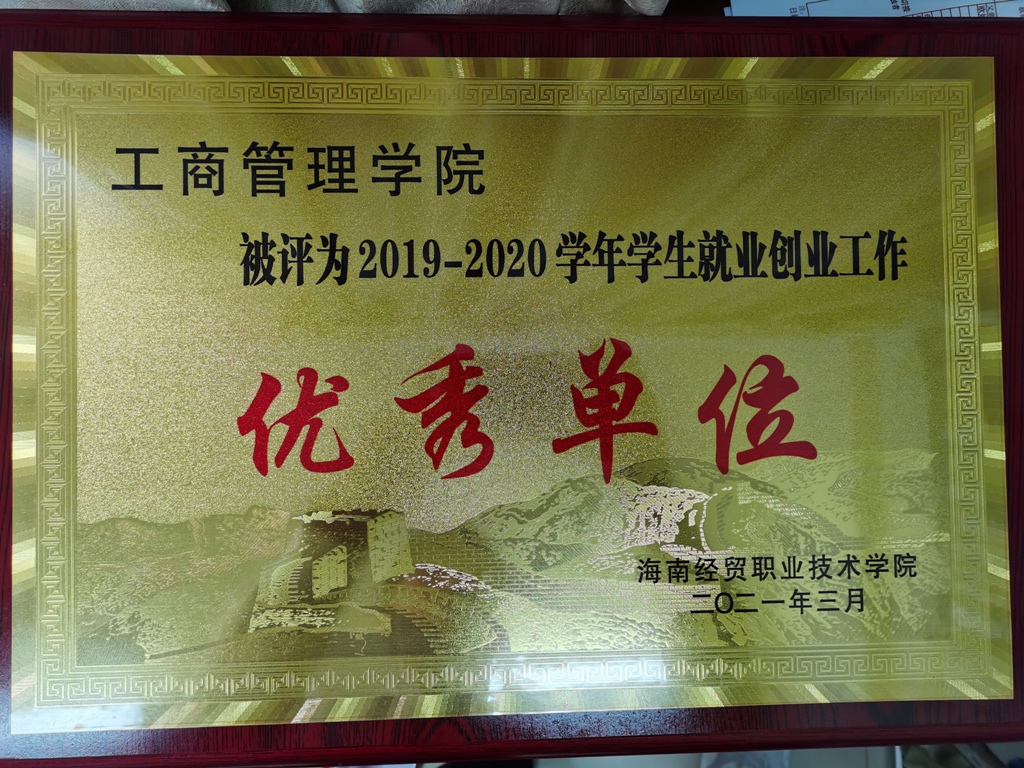 工商管理学院
被评为2019-2020学年学生就业创业工作
优秀单位
海南经贸职业技术学院
二〇二一年三月